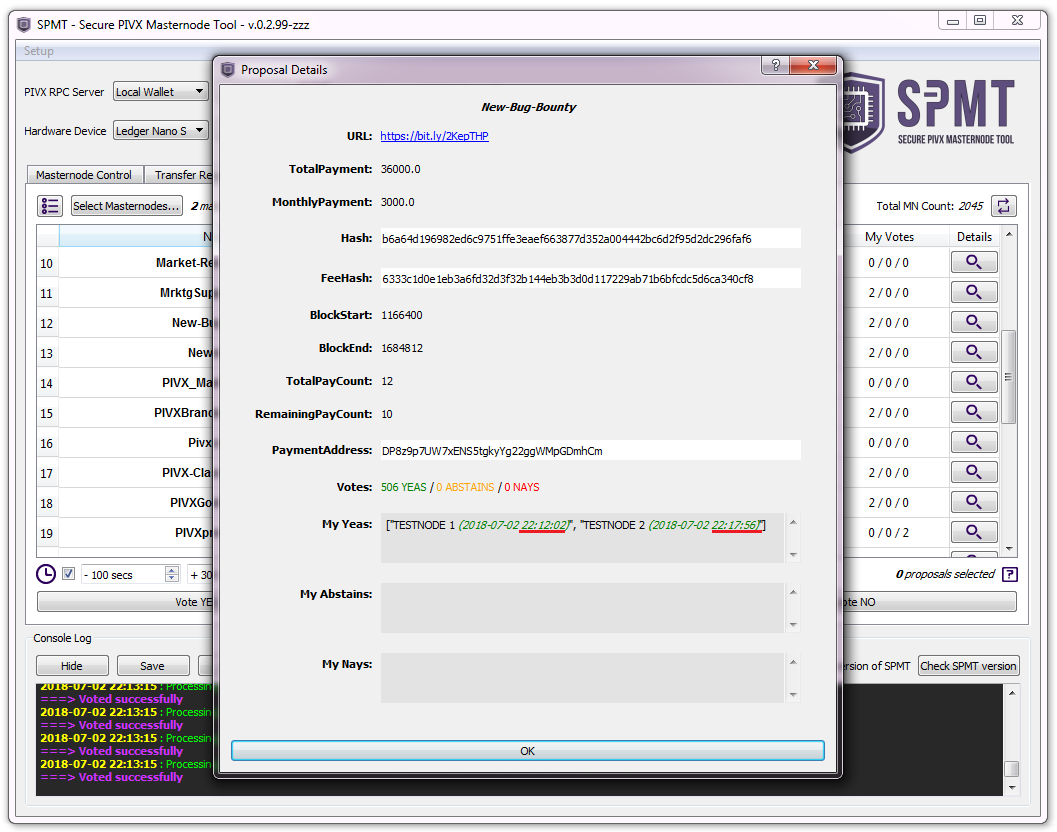 SPMT - Secure PIVX Masternode Tool - v.0.2.99-zzz
Setup
PIVX RPC Server Local Wallet
Hardware Device Ledger Nano S
SPMT
SECURE PIVX MASTERNODE TOOL
Masternode Control Transfer Re
Select Masternodes... 2 ma
Total MN Count: 2045
N My Votes Details
10 Market-Re 0 / 0 / 0
11 MrktgSup 2 / 0 / 0
12 New-Bu 2 / 0 / 0
13 New 2 / 0 / 0
14 PIVX_Ma 0 / 0 / 0
15 PIVXBranc 2 / 0 / 0
16 Pivx 0 / 0 / 0
17 PIVX-Cla 2 / 0 / 0
18 PIVXGo 2 / 0 / 0
19 PIVXpr 0 / 0 / 2
- 100 secs + 30
0 proposals selected ?
Vote YE ote NO
Proposal Details
?
New-Bug-Bounty
URL: https://bit.ly/2KepTHP
TotalPayment: 36000.0
MonthlyPayment: 3000.0
Hash: b6a64d196982ed6c9751ffe3eaef663877d352a004442bc6d2f95d2dc296faf6
FeeHash: 6333c1d0e1eb3a6fd32d3f32b144eb3b3d0d117229ab71b6bfcdc5d6ca340cf8
BlockStart: 1166400
BlockEnd: 1684812
TotalPayCount: 12
RemainingPayCount: 10
PaymentAddress: DP8z9p7UW7xENS5tgkyYg22ggWMpGDmhCm
Votes: 506 YEAS / 0 ABSTAINS / 0 NAYS
My Yeas: ["TESTNODE 1 (2018-07-02 22:12:02)", "TESTNODE 2 (2018-07-02 22:17:56)"]
My Abstains:
My Nays:
OK
Console Log
Hide Save
ersion of SPMT Check SPMT version
2018-07-02 22:13:15 : Processin
===> Voted successfully
2018-07-02 22:13:15 : Processin
===> Voted successfully
2018-07-02 22:13:15 : Processin
===> Voted successfully
2018-07-02 22:13:15 : Processin
===> Voted successfully